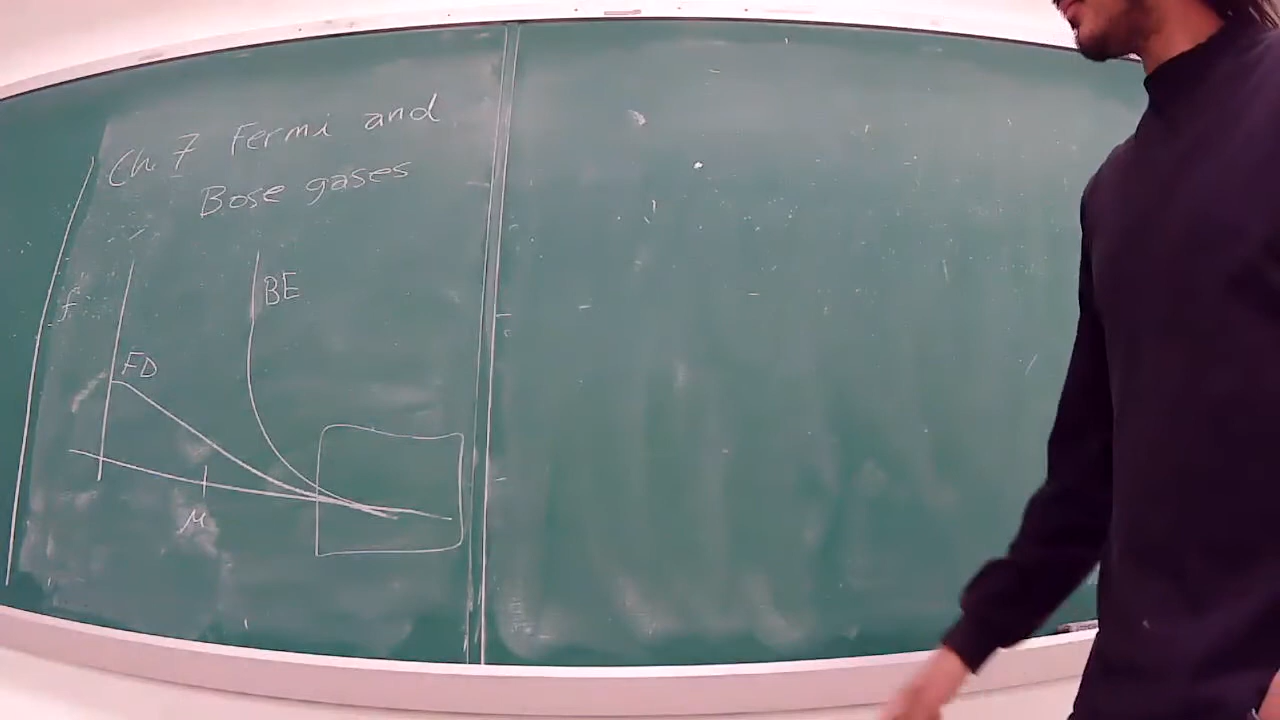 Ch. 7 Fermi and
Bose gases
BE
f
FD
μ